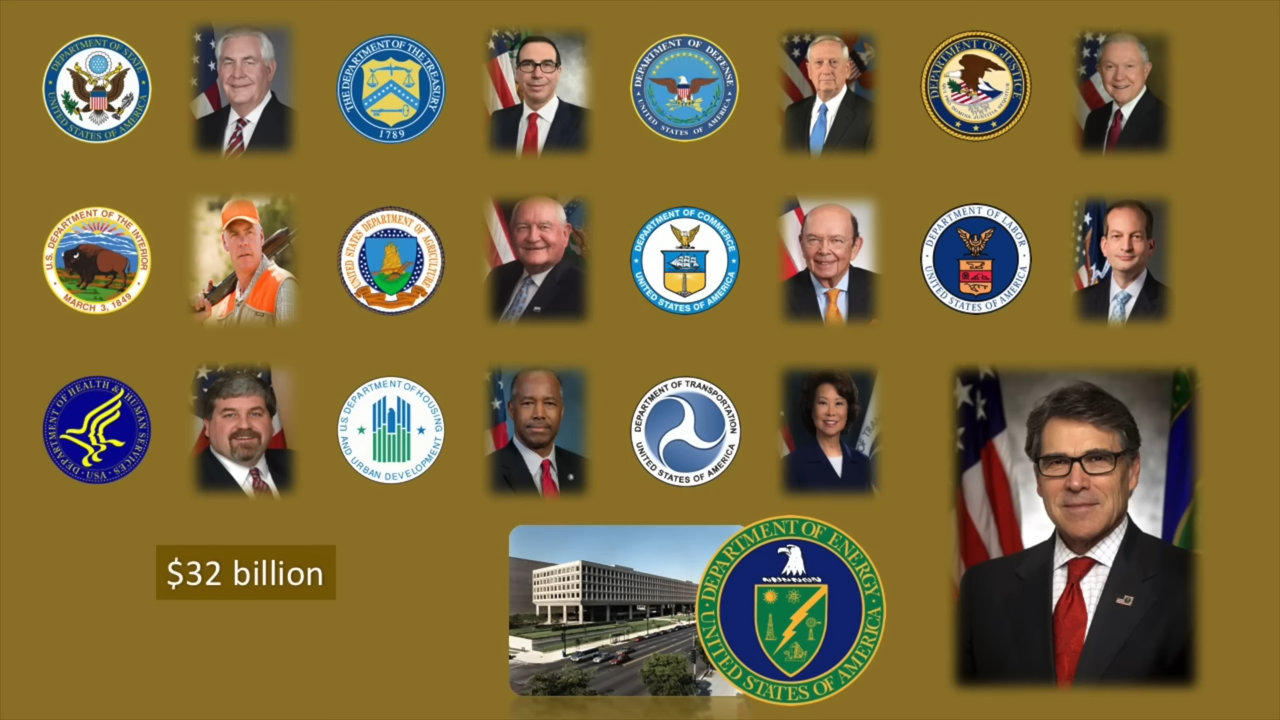 DEPARTMENT OF STATE
UNITED STATES OF AMERICA
THE DEPARTMENT OF THE TREASURY
1789
DEPARTMENT OF DEFENSE
UNITED STATES OF AMERICA
DEPARTMENT OF JUSTICE
U.S. DEPARTMENT OF THE INTERIOR
MARCH 3, 1849
UNITED STATES DEPARTMENT OF AGRICULTURE
DEPARTMENT OF COMMERCE
UNITED STATES OF AMERICA
DEPARTMENT OF LABOR
UNITED STATES OF AMERICA
DEPARTMENT OF HEALTH & HUMAN SERVICES · USA
U.S. DEPARTMENT OF HOUSING
AND URBAN DEVELOPMENT
DEPARTMENT OF TRANSPORTATION
UNITED STATES OF AMERICA
$32 billion
DEPARTMENT OF ENERGY
UNITED STATES OF AMERICA